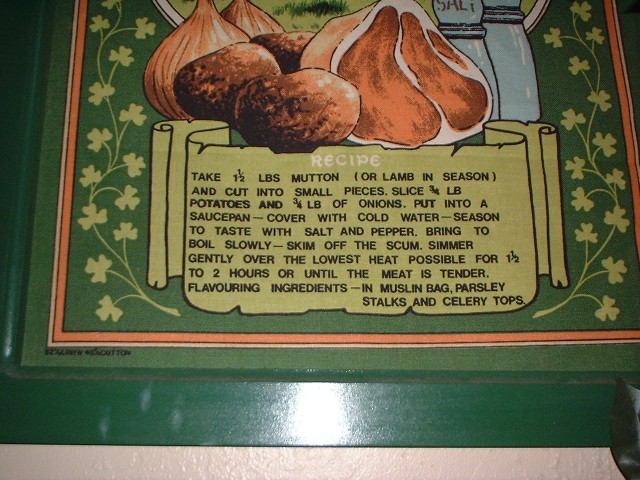 SALT
RECIPE
TAKE 1½ LBS MUTTON (OR LAMB IN SEASON)
AND CUT INTO SMALL PIECES. SLICE ¾ LB
POTATOES AND ¾ LB OF ONIONS. PUT INTO A
SAUCEPAN — COVER WITH COLD WATER — SEASON
TO TASTE WITH SALT AND PEPPER. BRING TO
BOIL SLOWLY — SKIM OFF THE SCUM. SIMMER
GENTLY OVER THE LOWEST HEAT POSSIBLE FOR 1½
TO 2 HOURS OR UNTIL THE MEAT IS TENDER.
FLAVOURING INGREDIENTS — IN MUSLIN BAG, PARSLEY
STALKS AND CELERY TOPS.